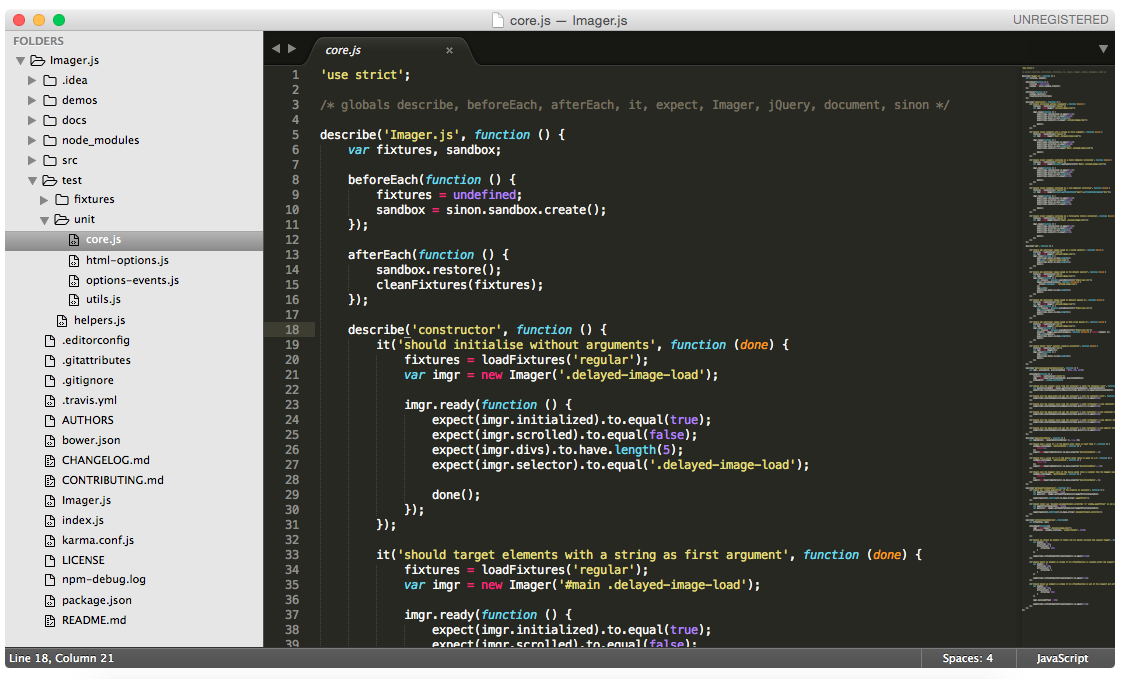 core.js — Imager.js
UNREGISTERED
FOLDERS
Imager.js
.idea
demos
docs
node_modules
src
test
fixtures
unit
core.js
html-options.js
options-events.js
utils.js
helpers.js
.editorconfig
.gitattributes
.gitignore
.travis.yml
AUTHORS
bower.json
CHANGELOG.md
CONTRIBUTING.md
Imager.js
index.js
karma.conf.js
LICENSE
npm-debug.log
package.json
README.md
core.js ×
1 'use strict';
2
3 /* globals describe, beforeEach, afterEach, it, expect, Imager, jQuery, document, sinon */
4
5 describe('Imager.js', function () {
6 var fixtures, sandbox;
7
8 beforeEach(function () {
9 fixtures = undefined;
10 sandbox = sinon.sandbox.create();
11 });
12
13 afterEach(function () {
14 sandbox.restore();
15 cleanFixtures(fixtures);
16 });
17
18 describe('constructor', function () {
19 it('should initialise without arguments', function (done) {
20 fixtures = loadFixtures('regular');
21 var imgr = new Imager('.delayed-image-load');
22
23 imgr.ready(function () {
24 expect(imgr.initialized).to.equal(true);
25 expect(imgr.scrolled).to.equal(false);
26 expect(imgr.divs).to.have.length(5);
27 expect(imgr.selector).to.equal('.delayed-image-load');
28
29 done();
30 });
31 });
32
33 it('should target elements with a string as first argument', function (done) {
34 fixtures = loadFixtures('regular');
35 var imgr = new Imager('#main .delayed-image-load');
36
37 imgr.ready(function () {
38 expect(imgr.initialized).to.equal(true);
39 expect(imgr.scrolled).to.equal(false);
Line 18, Column 21
Spaces: 4
JavaScript